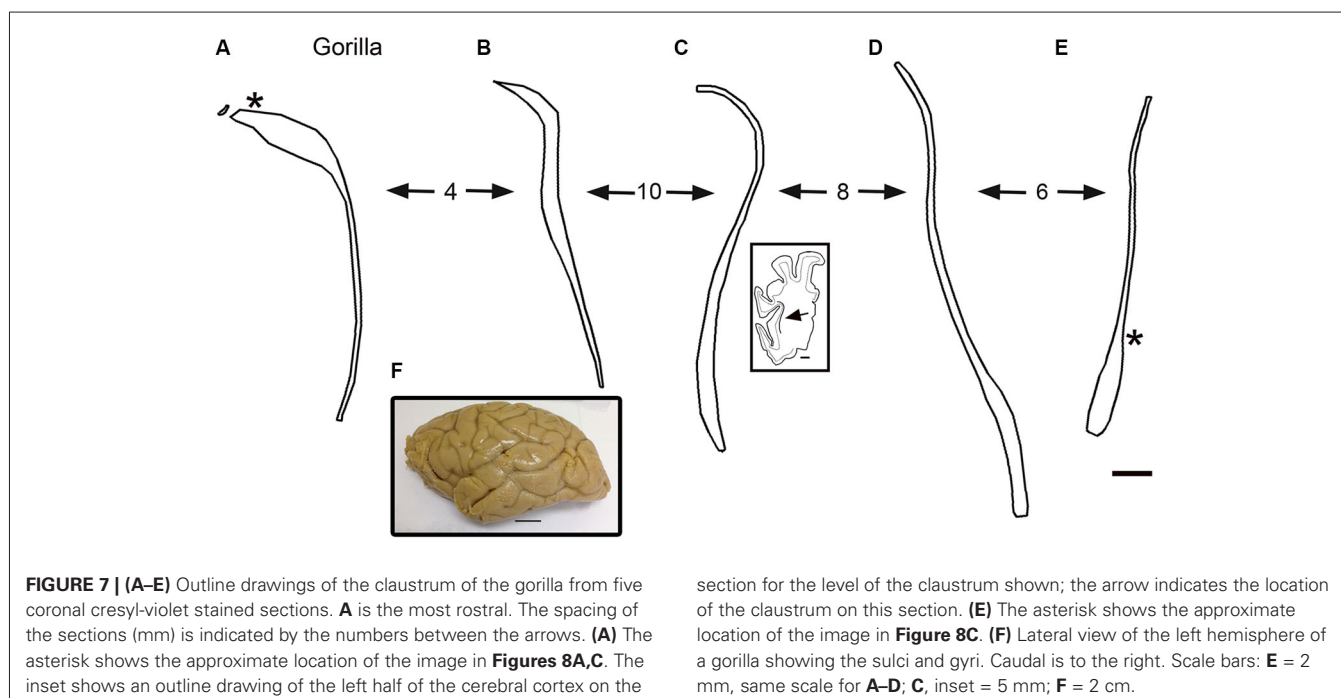 A Gorilla B C D E
*
4 10 8 6
*
F
FIGURE 7 | (A–E) Outline drawings of the claustrum of the gorilla from five
coronal cresyl-violet stained sections. A is the most rostral. The spacing of
the sections (mm) is indicated by the numbers between the arrows. (A) The
asterisk shows the approximate location of the image in Figures 8A,C. The
inset shows an outline drawing of the left half of the cerebral cortex on the
section for the level of the claustrum shown; the arrow indicates the location
of the claustrum on this section. (E) The asterisk shows the approximate
location of the image in Figure 8C. (F) Lateral view of the left hemisphere of
a gorilla showing the sulci and gyri. Caudal is to the right. Scale bars: E = 2
mm, same scale for A–D; C, inset = 5 mm; F = 2 cm.